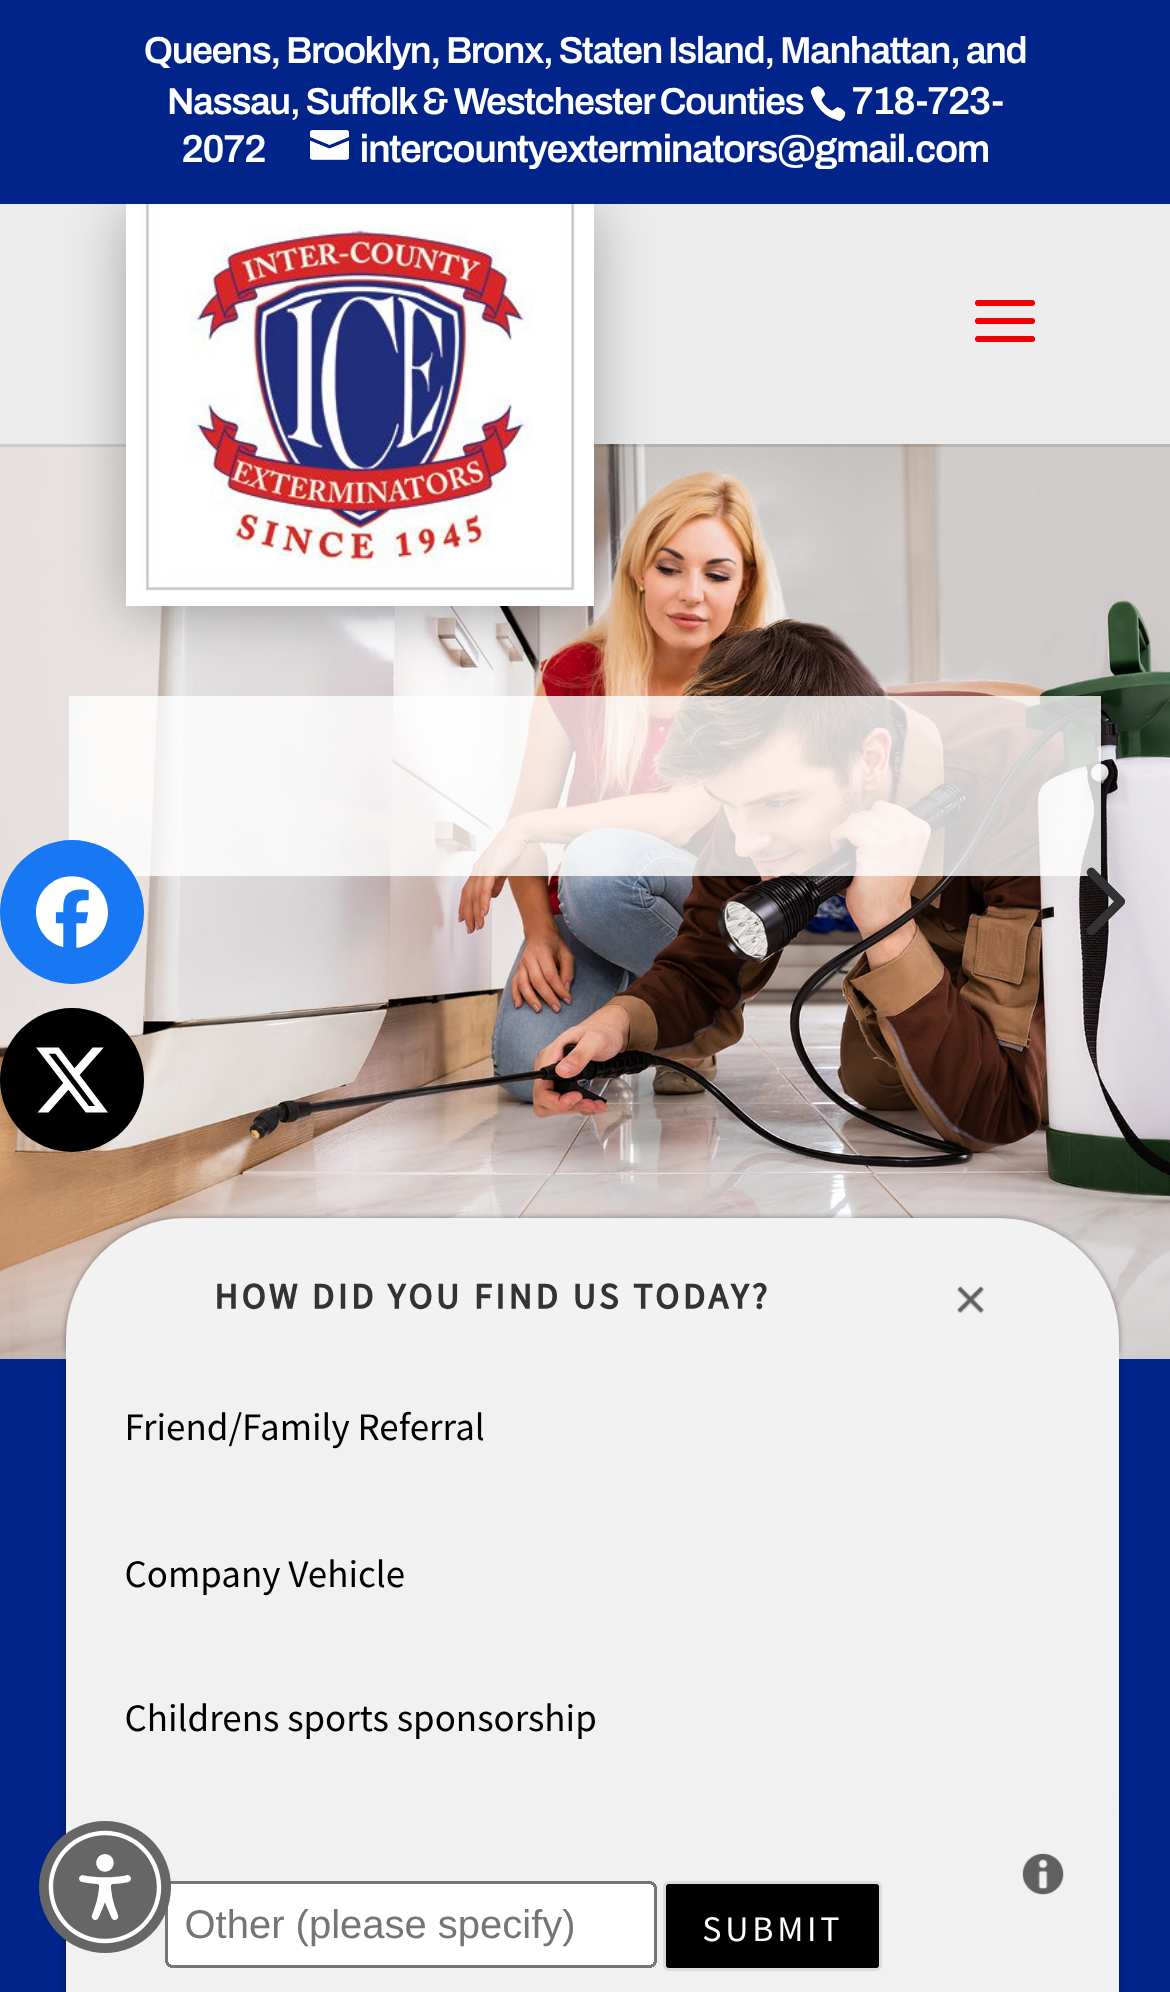 Queens, Brooklyn, Bronx, Staten Island, Manhattan, and
Nassau, Suffolk & Westchester Counties 718-723-
2072 intercountyexterminators@gmail.com
INTER-COUNTY
ICE
EXTERMINATORS
SINCE 1945
HOW DID YOU FIND US TODAY?
Friend/Family Referral
Company Vehicle
Childrens sports sponsorship
Other (please specify)
SUBMIT